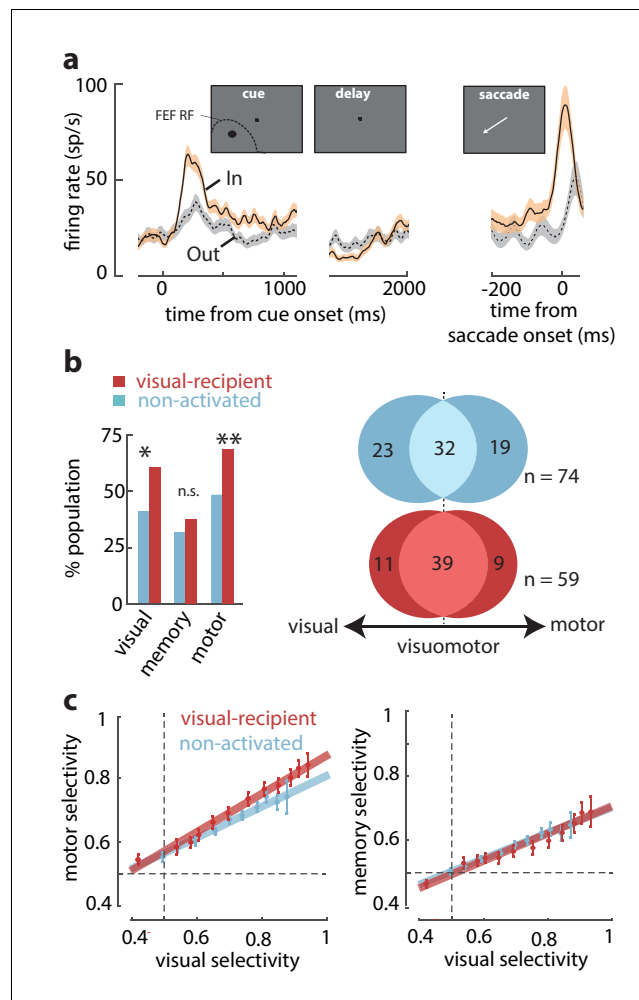 a
100
50
0
firing rate (sp/s)
FEF RF
cue
delay
saccade
In
Out
0
1000
2000
time from cue onset (ms)
-200
0
time from
saccade onset (ms)
b
visual-recipient
non-activated
75
50
25
0
% population
*
n.s.
**
visual
memory
motor
23
32
19
n = 74
11
39
9
n = 59
visual
motor
visuomotor
c
visual-recipient
non-activated
1
0.8
0.6
0.4
motor selectivity
0.4
0.6
0.8
1
visual selectivity
1
0.8
0.6
0.4
memory selectivity
0.4
0.6
0.8
1
visual selectivity